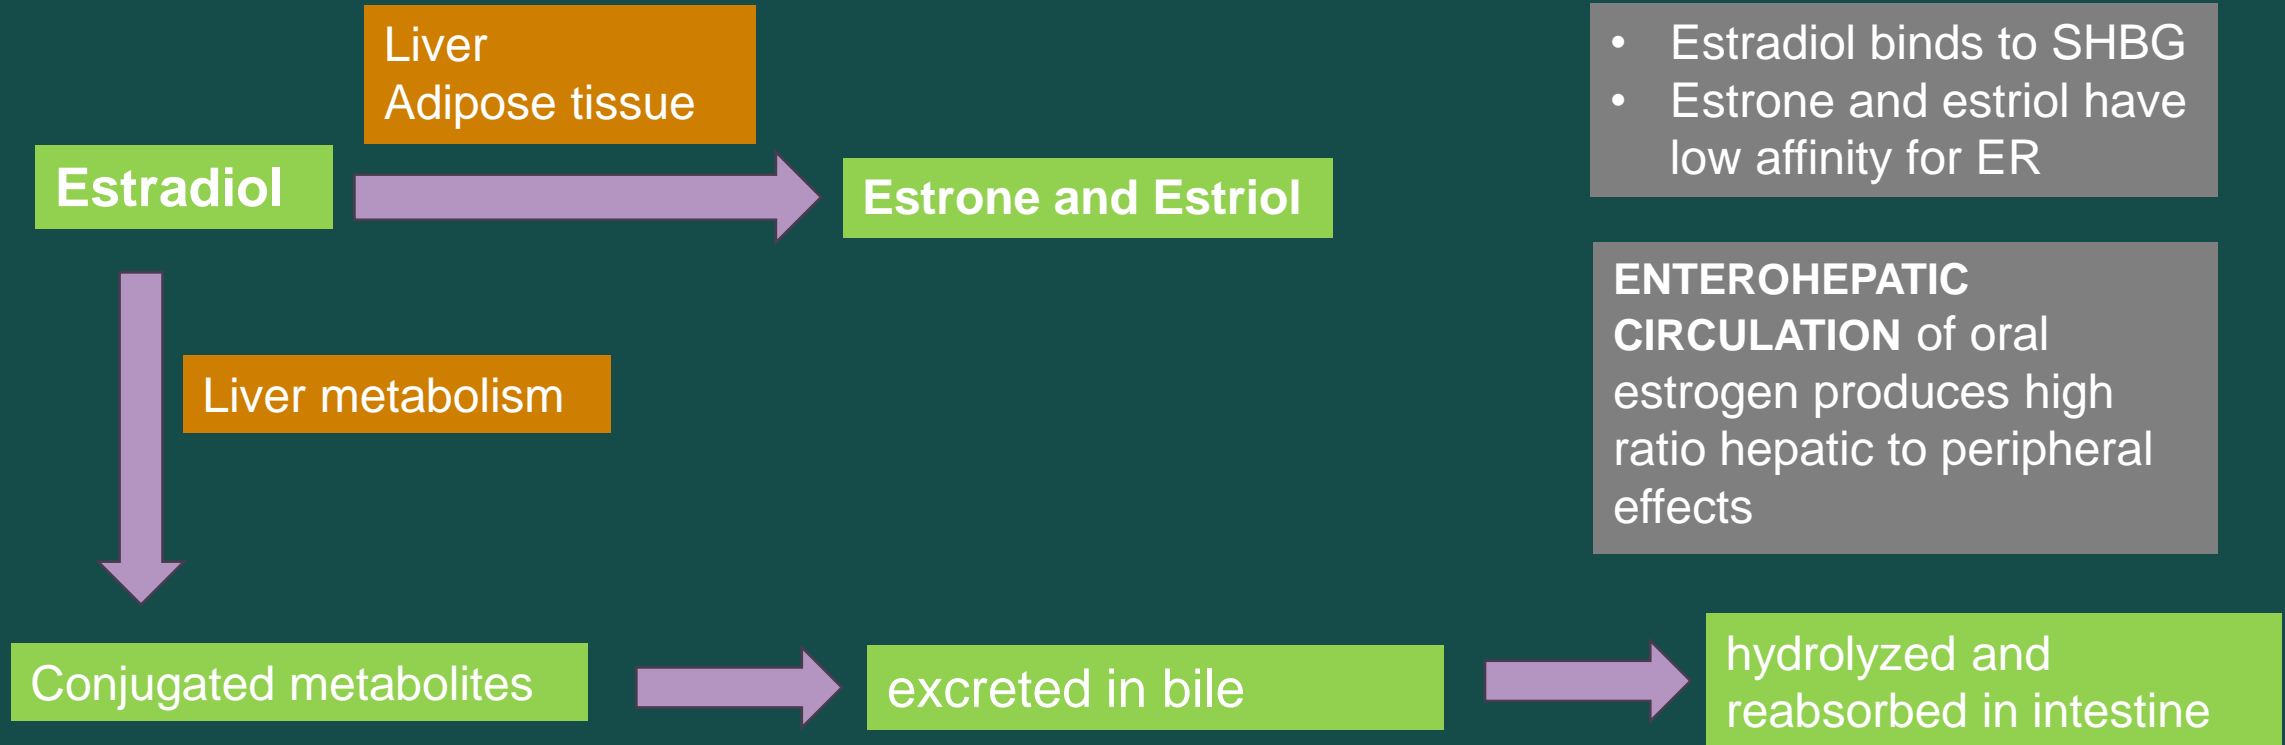 Liver
Adipose tissue
Estradiol
Estrone and Estriol
• Estradiol binds to SHBG
• Estrone and estriol have
low affinity for ER
ENTEROHEPATIC
CIRCULATION of oral
estrogen produces high
ratio hepatic to peripheral
effects
Liver metabolism
Conjugated metabolites
excreted in bile
hydrolyzed and
reabsorbed in intestine